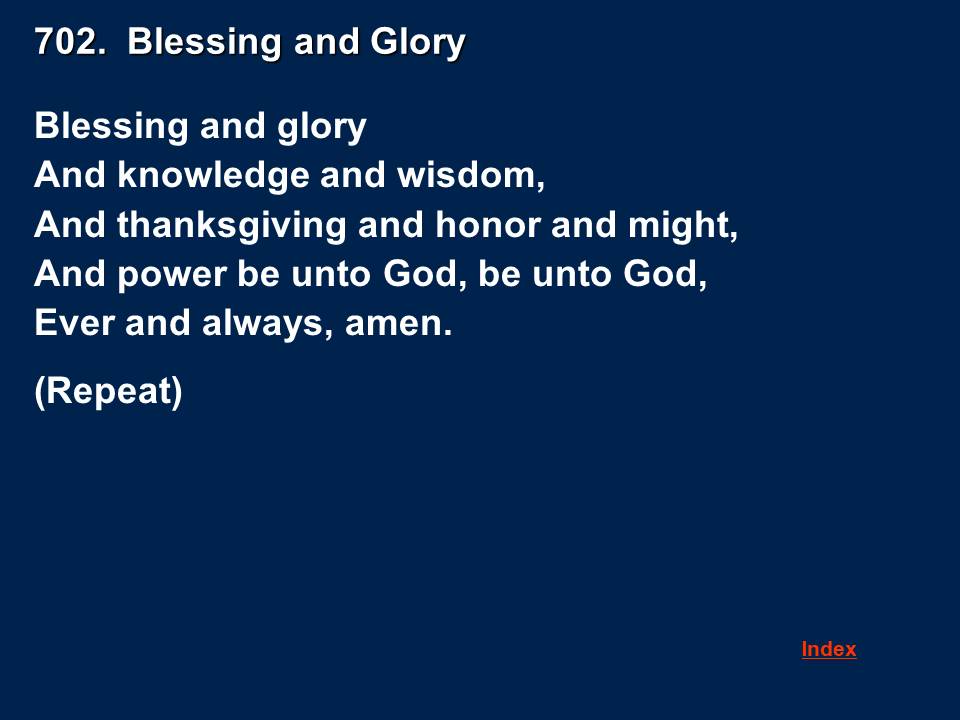 702.  Blessing and Glory
Blessing and glory
And knowledge and wisdom,
And thanksgiving and honor and might,
And power be unto God, be unto God,
Ever and always, amen.
(Repeat)
Index